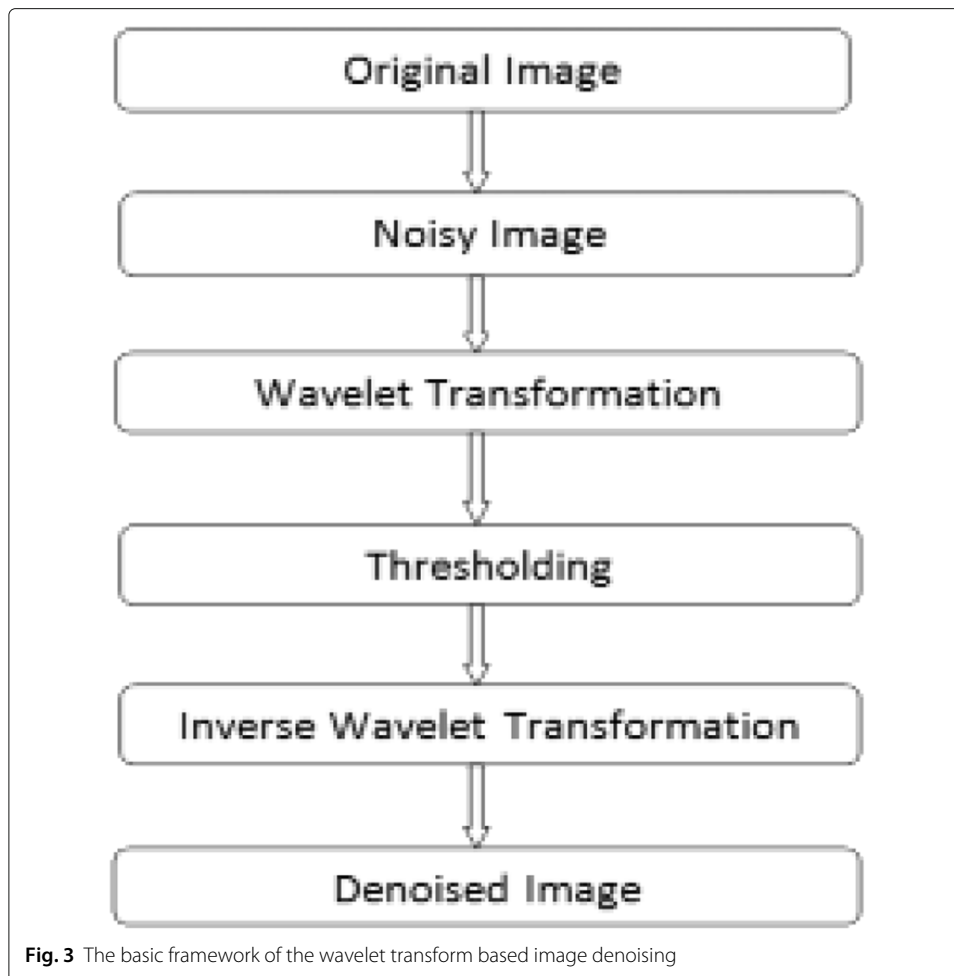 Original Image
Noisy Image
Wavelet Transformation
Thresholding
Inverse Wavelet Transformation
Denoised Image
Fig. 3 The basic framework of the wavelet transform based image denoising